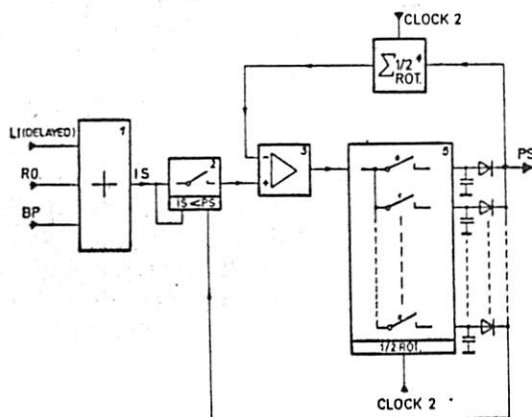 CLOCK 2
4
∑ 1/2 ROT.
LI(DELAYED)
1
RO.
+
IS
2
IS <PS
3
-
+
5
PS
BP
1/2 ROT.
CLOCK 2